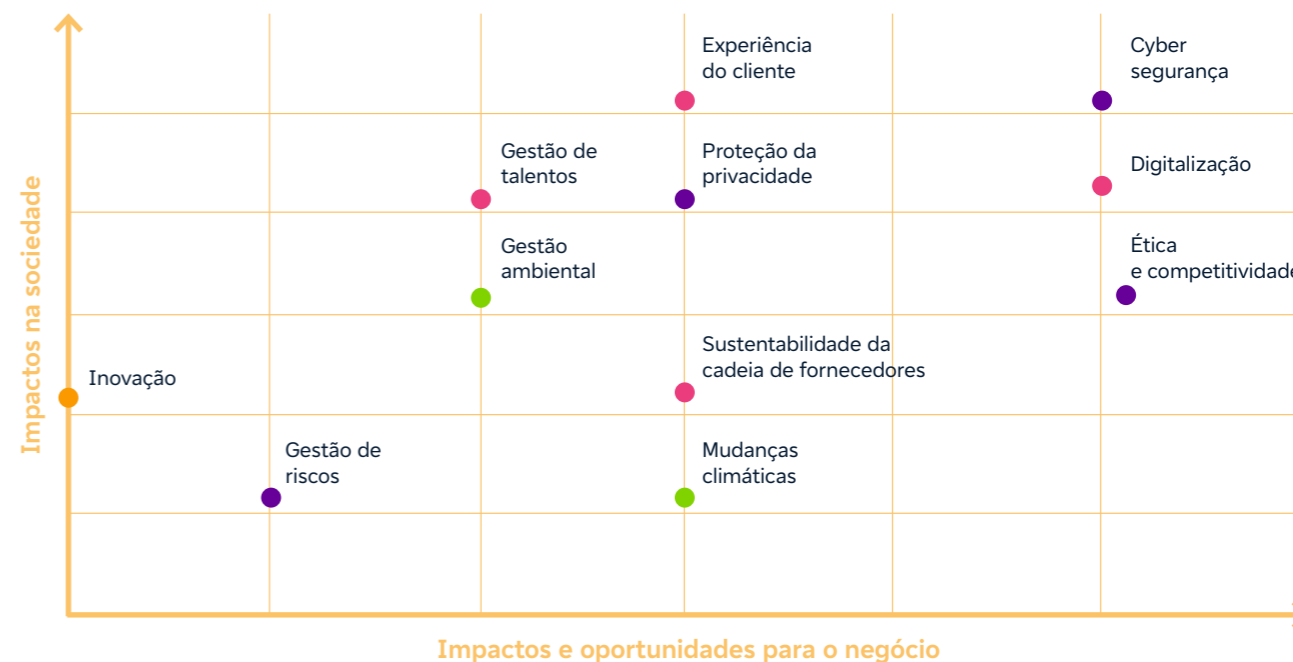 Experiência
do cliente
Cyber
segurança
Gestão de
talentos
Proteção da
privacidade
Digitalização
Gestão
ambiental
Ética
e competitividade
Sustentabilidade da
cadeia de fornecedores
Inovação
Gestão de
riscos
Mudanças
climáticas
Impactos na sociedade
Impactos e oportunidades para o negócio